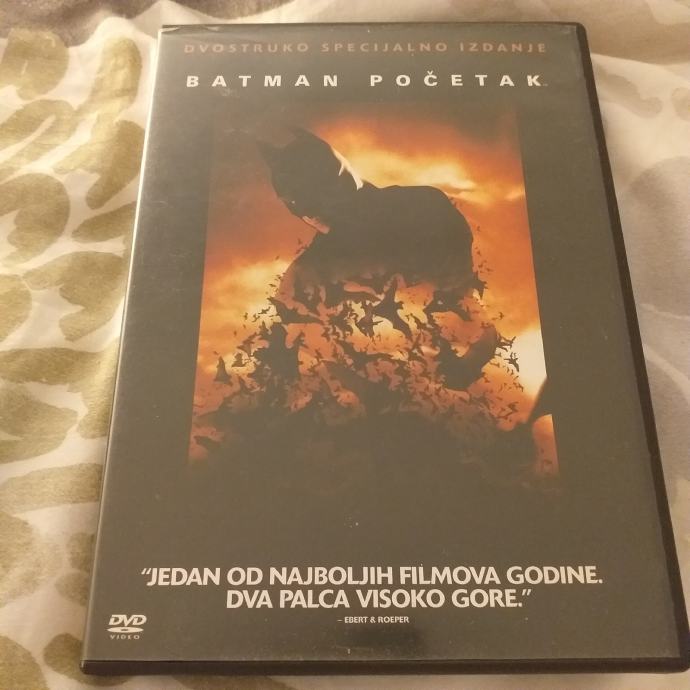 DVOSTRUKO SPECIJALNO IZDANJE
BATMAN POČETAK
"JEDAN OD NAJBOLJIH FILMOVA GODINE.
DVA PALCA VISOKO GORE."
– EBERT & ROEPER
DVD
VIDEO